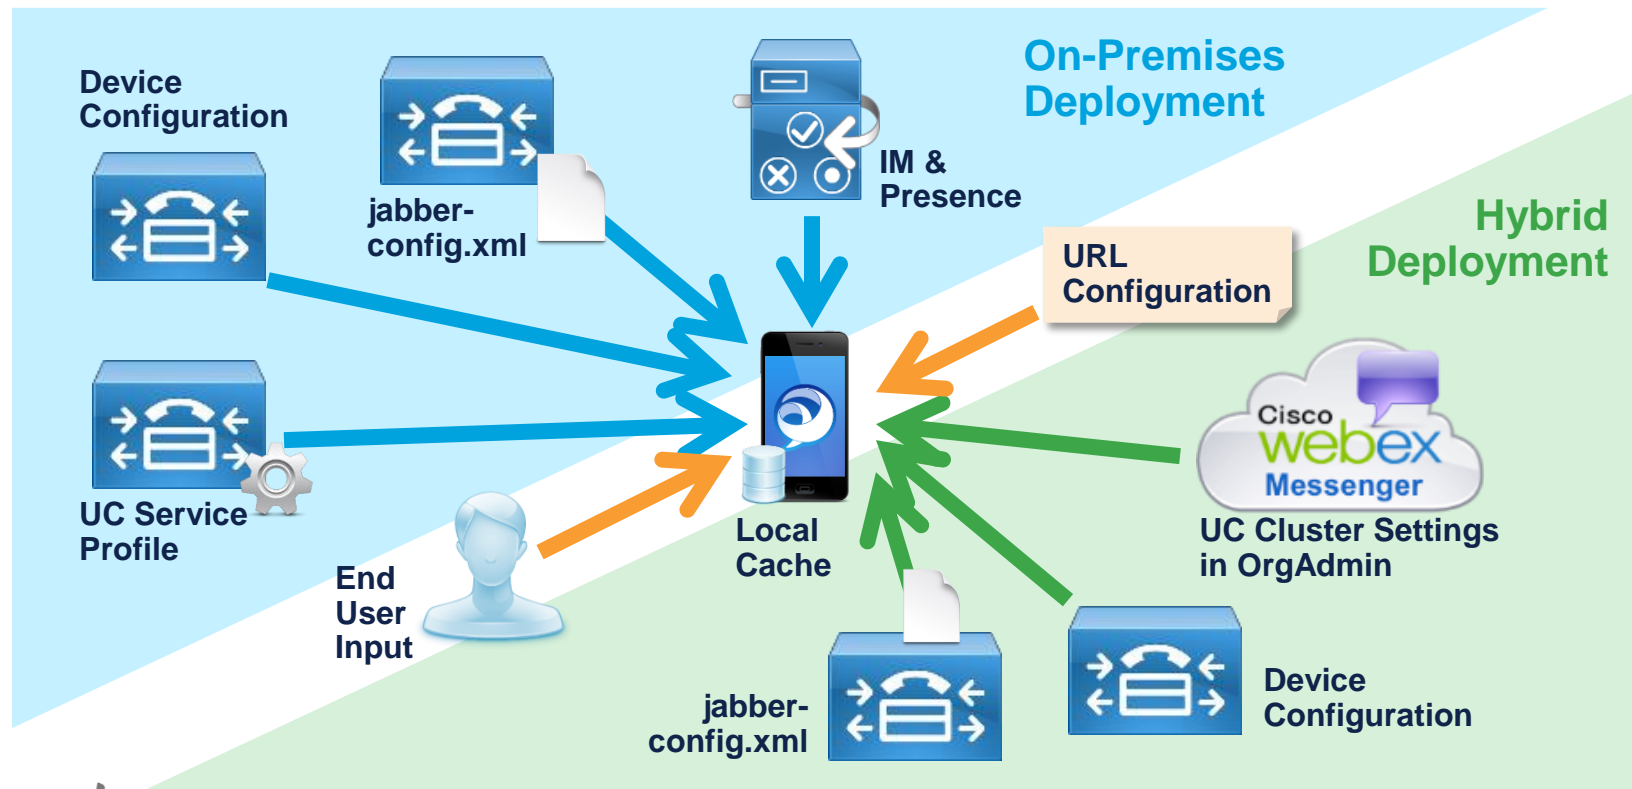 On-Premises
Deployment
Device
Configuration
jabber-
config.xml
IM &
Presence
Hybrid
Deployment
URL
Configuration
UC Service
Profile
End
User
Input
Local
Cache
Cisco
webex
Messenger
UC Cluster Settings
in OrgAdmin
jabber-
config.xml
Device
Configuration